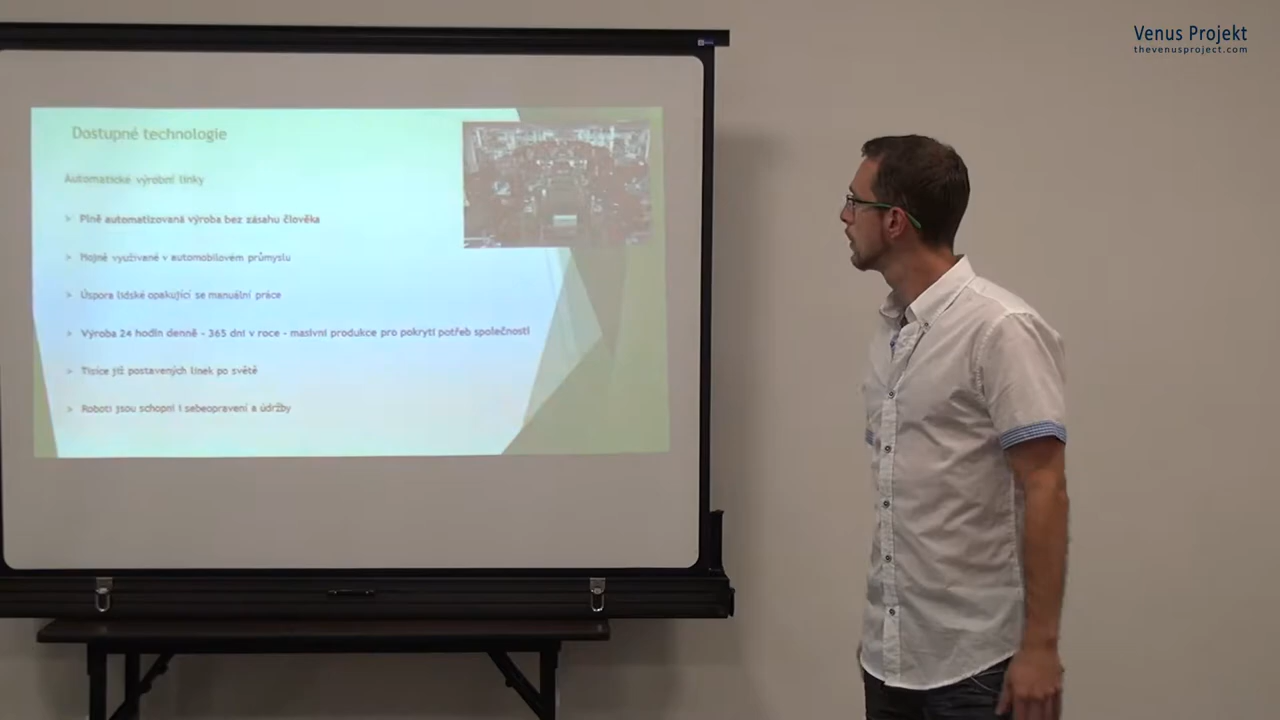 Venus Projekt
thevenusproject.com
Dostupné technologie
Automatické výrobní linky
Plně automatizovaná výroba bez zásahu člověka
Hojně využívané v automobilovém průmyslu
Úspora lidské opakující se manuální práce
Výroba 24 hodin denně - 365 dní v roce - masivní produkce pro pokrytí potřeb společnosti
Tisíce již postavených linek po světě
Roboti jsou schopni i sebeopravení a údržby